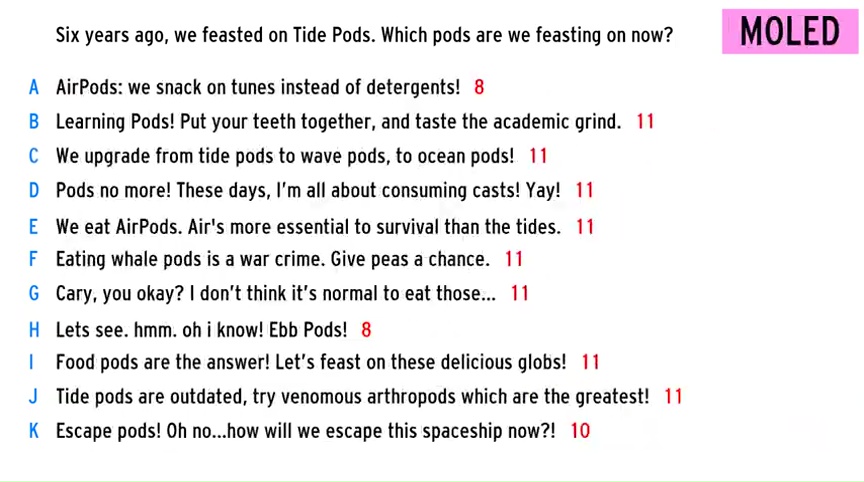 Six years ago, we feasted on Tide Pods. Which pods are we feasting on now?
MOLED
A AirPods: we snack on tunes instead of detergents! 8
B Learning Pods! Put your teeth together, and taste the academic grind. 11
C We upgrade from tide pods to wave pods, to ocean pods! 11
D Pods no more! These days, I'm all about consuming casts! Yay! 11
E We eat AirPods. Air's more essential to survival than the tides. 11
F Eating whale pods is a war crime. Give peas a chance. 11
G Cary, you okay? I don't think it's normal to eat those... 11
H Lets see. hmm. oh i know! Ebb Pods! 8
I Food pods are the answer! Let's feast on these delicious globs! 11
J Tide pods are outdated, try venomous arthropods which are the greatest! 11
K Escape pods! Oh no...how will we escape this spaceship now?! 10